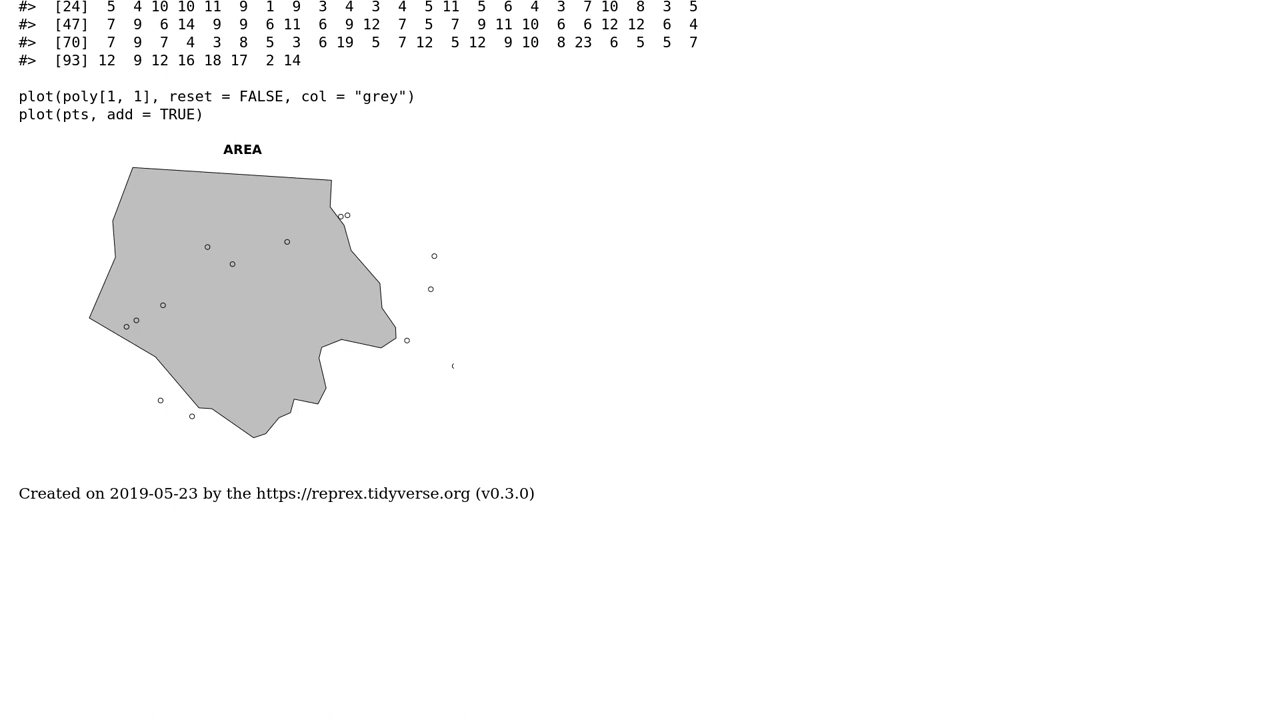 #>  [24]  5  4 10 10 11  9  1  9  3  4  3  4  5 11  5  6  4  3  7 10  8  3  5
#>  [47]  7  9  6 14  9  9  6 11  6  9 12  7  5  7  9 11 10  6  6 12 12  6  4
#>  [70]  7  9  7  4  3  8  5  3  6 19  5  7 12  5 12  9 10  8 23  6  5  5  7
#>  [93] 12  9 12 16 18 17  2 14
plot(poly[1, 1], reset = FALSE, col = "grey")
plot(pts, add = TRUE)
AREA
Created on 2019-05-23 by the https://reprex.tidyverse.org (v0.3.0)